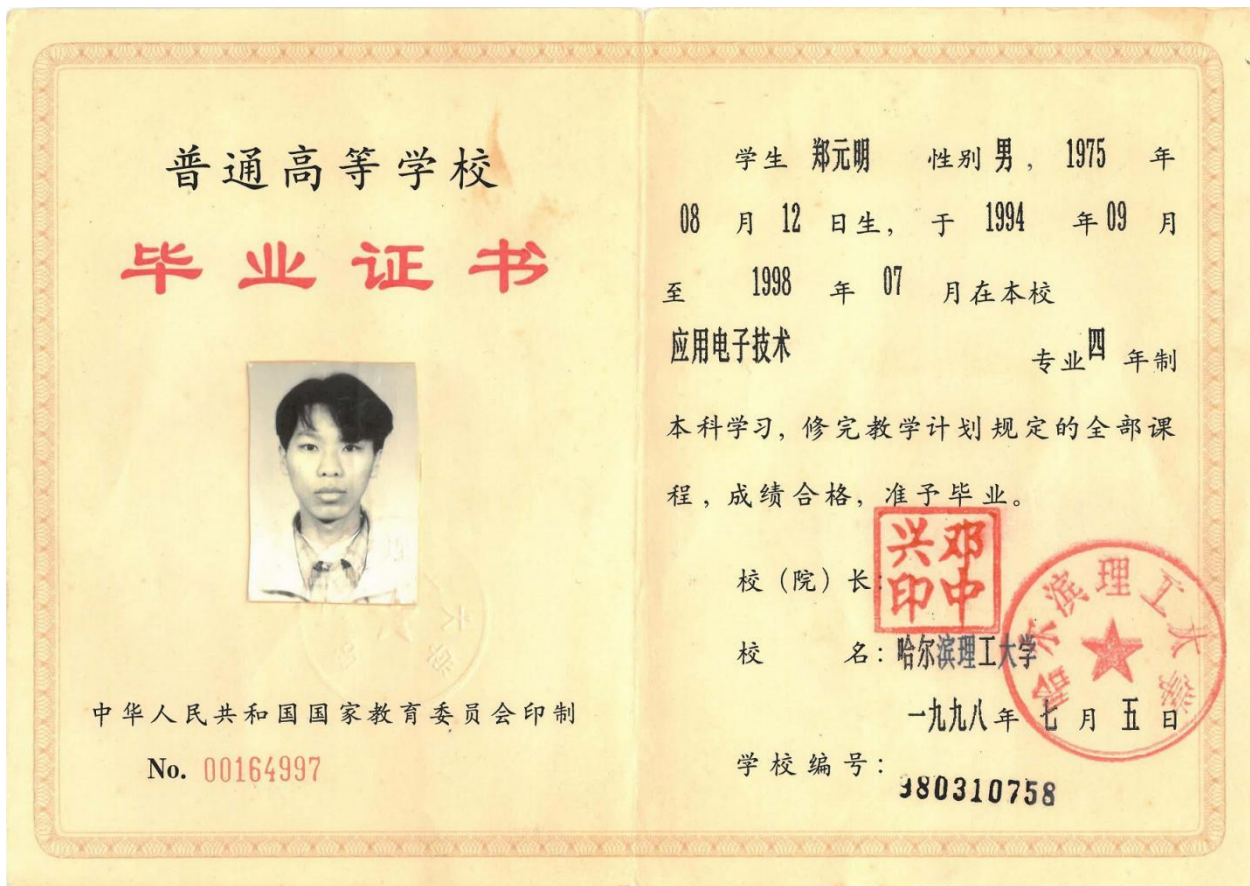 普通高等学校
毕业证书
中华人民共和国国家教育委员会印制
No. 00164997
学生 郑元明 性别 男, 1975 年
08 月 12 日生, 于 1994 年 09 月
至 1998 年 07 月在本校
应用电子技术 专业 四 年制
本科学习, 修完教学计划规定的全部课
程, 成绩合格, 准予毕业。
校(院)长:
邓中兴印
校 名: 哈尔滨理工大学
哈尔滨理工大学
一九九八年 七 月 五 日
学校编号:
980310758